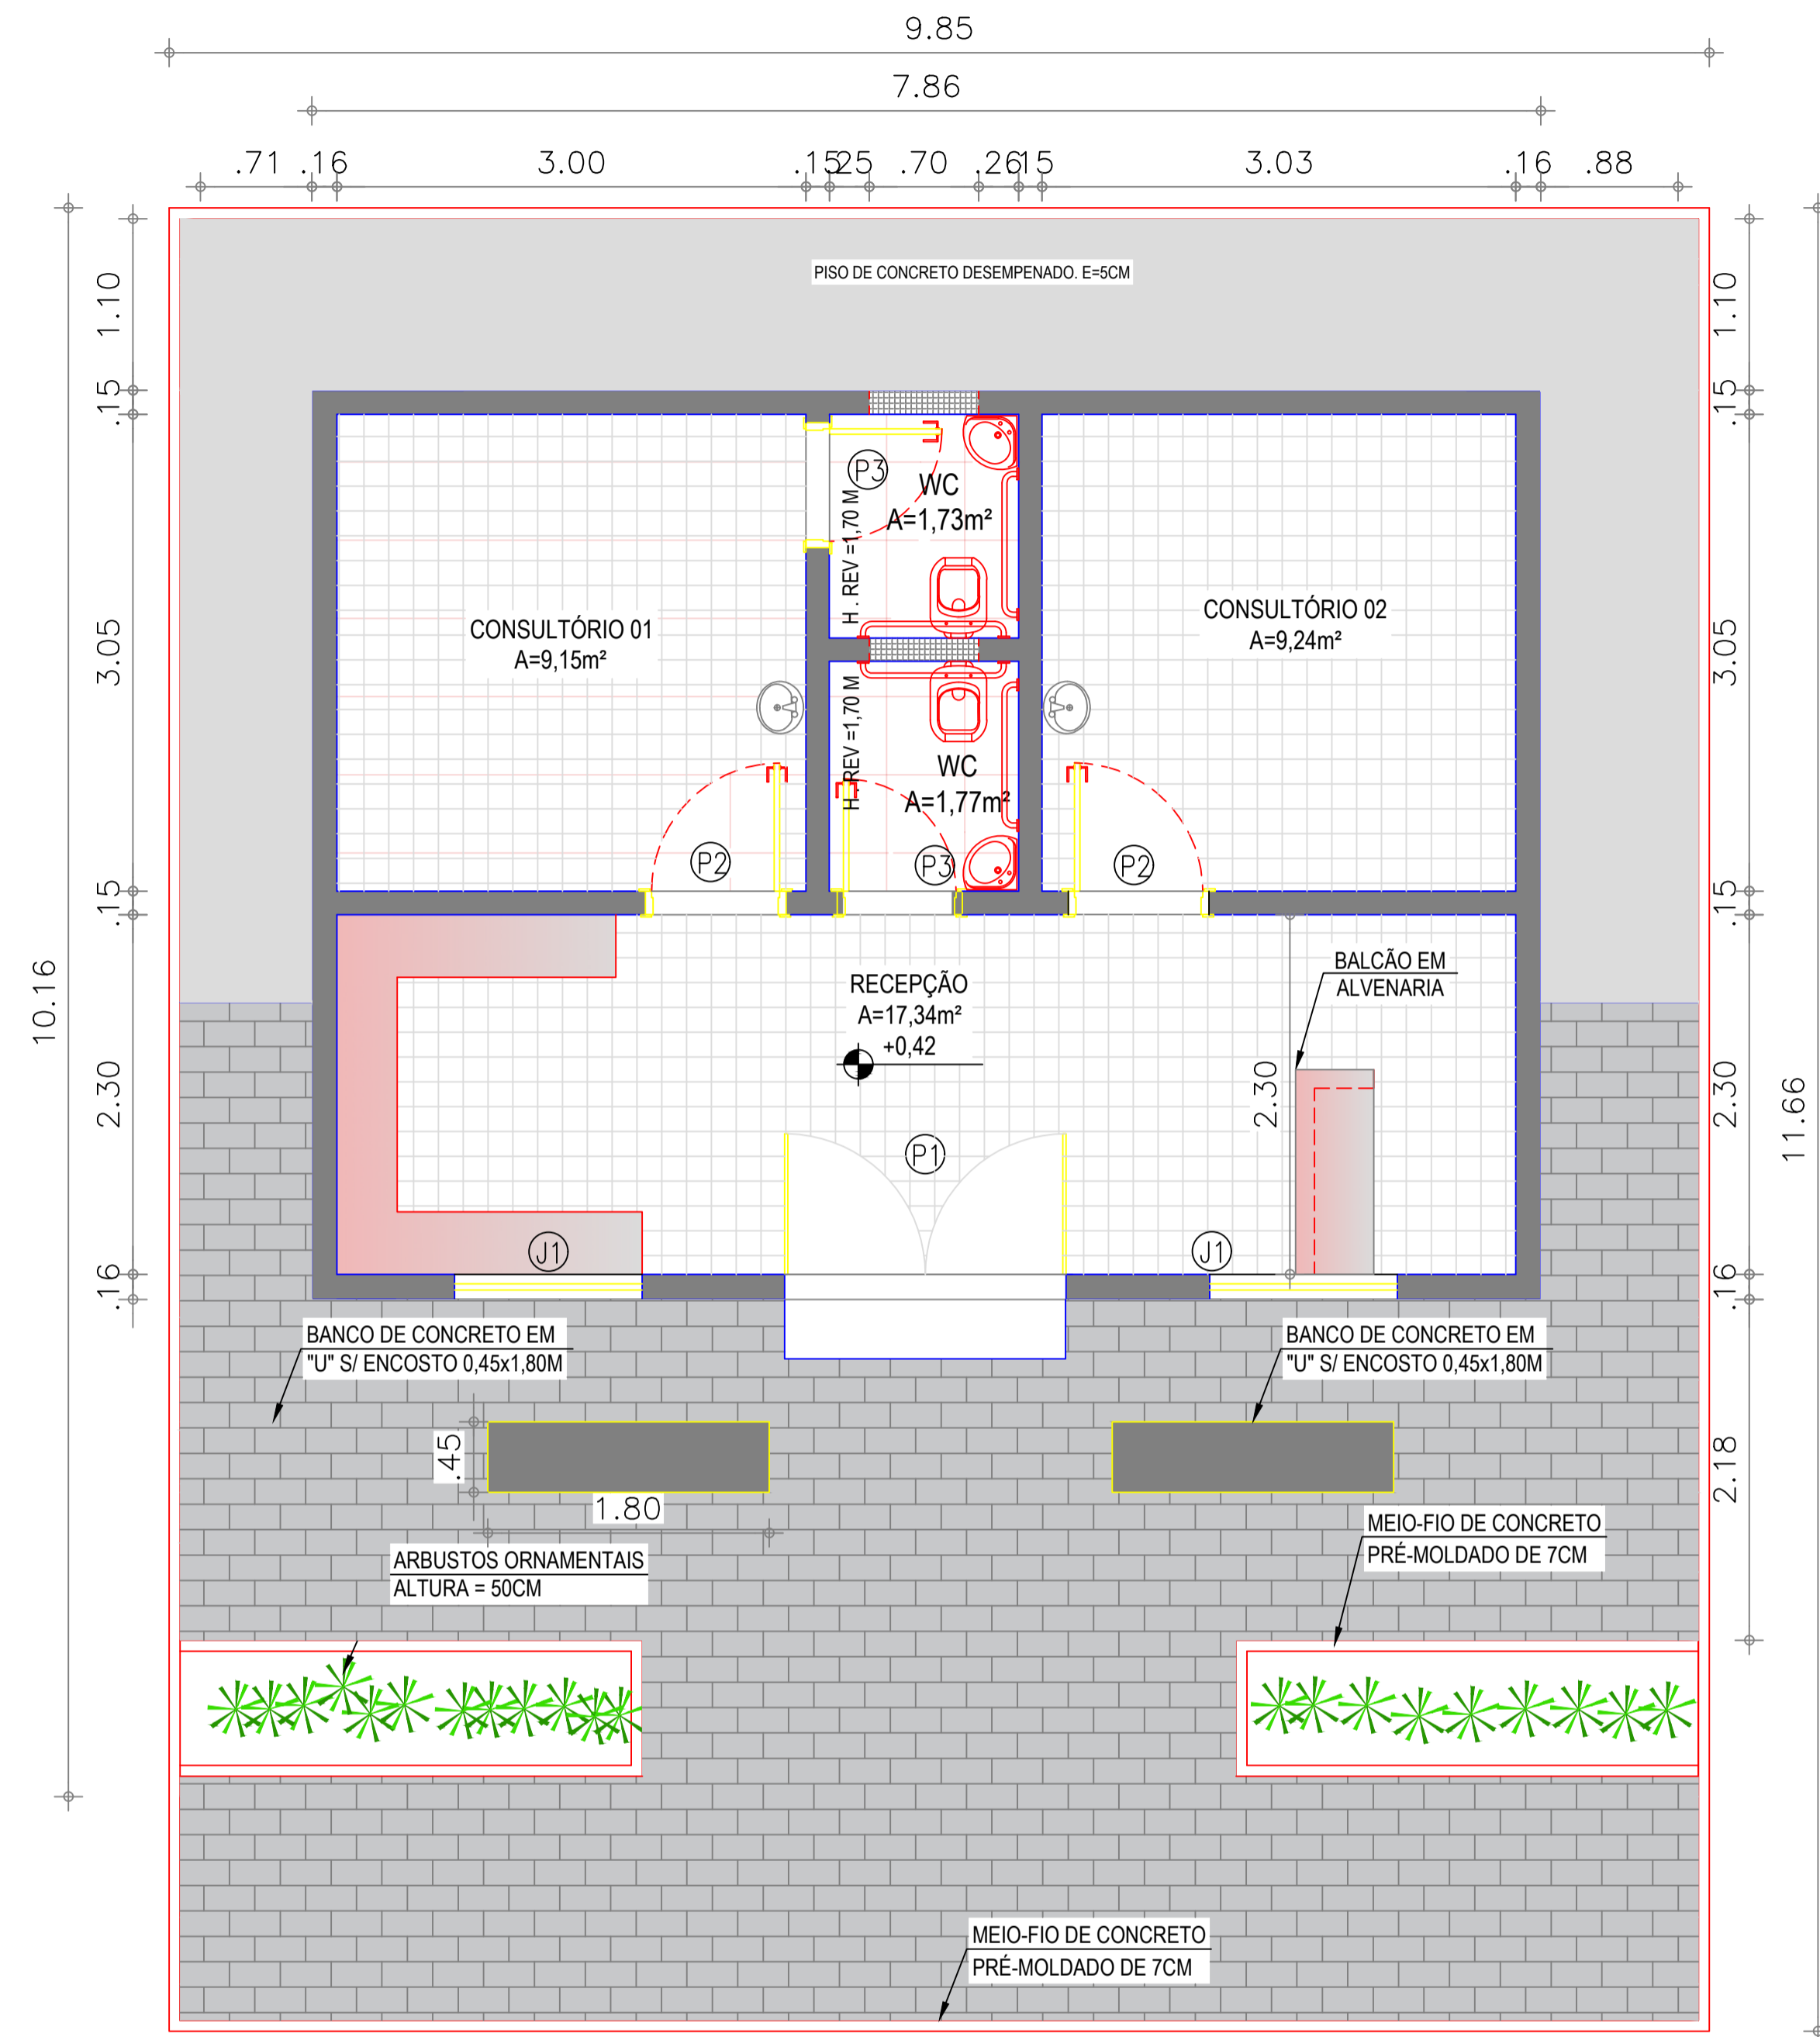 9.85
7.86
.71 .16 3.00 .15 .25 .70 .26 .15 3.03 .16 .88
PISO DE CONCRETO DESEMPENADO. E=5CM
1.10
1.10
.15
.15
P3
WC
A=1,73m²
H . REV =1,70 M
CONSULTÓRIO 01
A=9,15m²
CONSULTÓRIO 02
A=9,24m²
3.05
3.05
H . REV =1,70 M
WC
A=1,77m²
P2
P3
P2
.15
.15
BALCÃO EM
ALVENARIA
RECEPÇÃO
A=17,34m²
+0,42
10.16
2.30
2.30
2.30
11.66
P1
J1
J1
.16
.16
BANCO DE CONCRETO EM
"U" S/ ENCOSTO 0,45x1,80M
BANCO DE CONCRETO EM
"U" S/ ENCOSTO 0,45x1,80M
.45
1.80
2.18
MEIO-FIO DE CONCRETO
PRÉ-MOLDADO DE 7CM
ARBUSTOS ORNAMENTAIS
ALTURA = 50CM
MEIO-FIO DE CONCRETO
PRÉ-MOLDADO DE 7CM